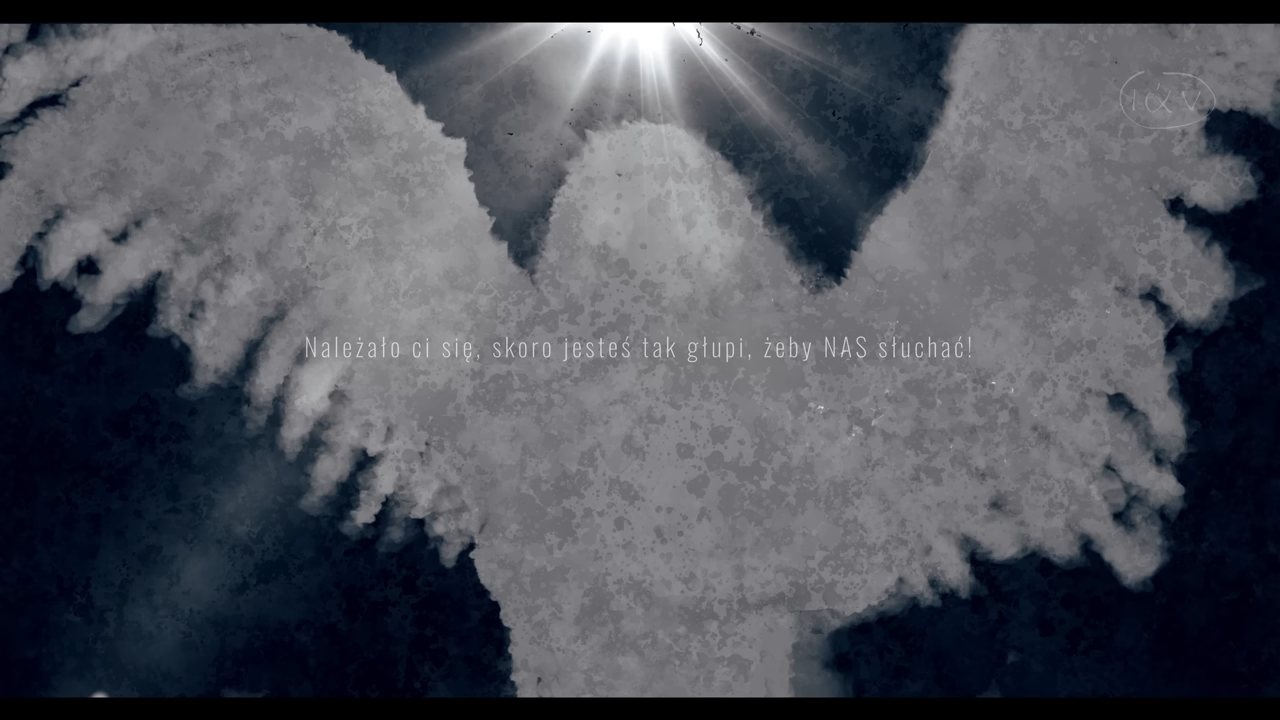 Należało ci się, skoro jesteś tak głupi, żeby NAS słuchać!